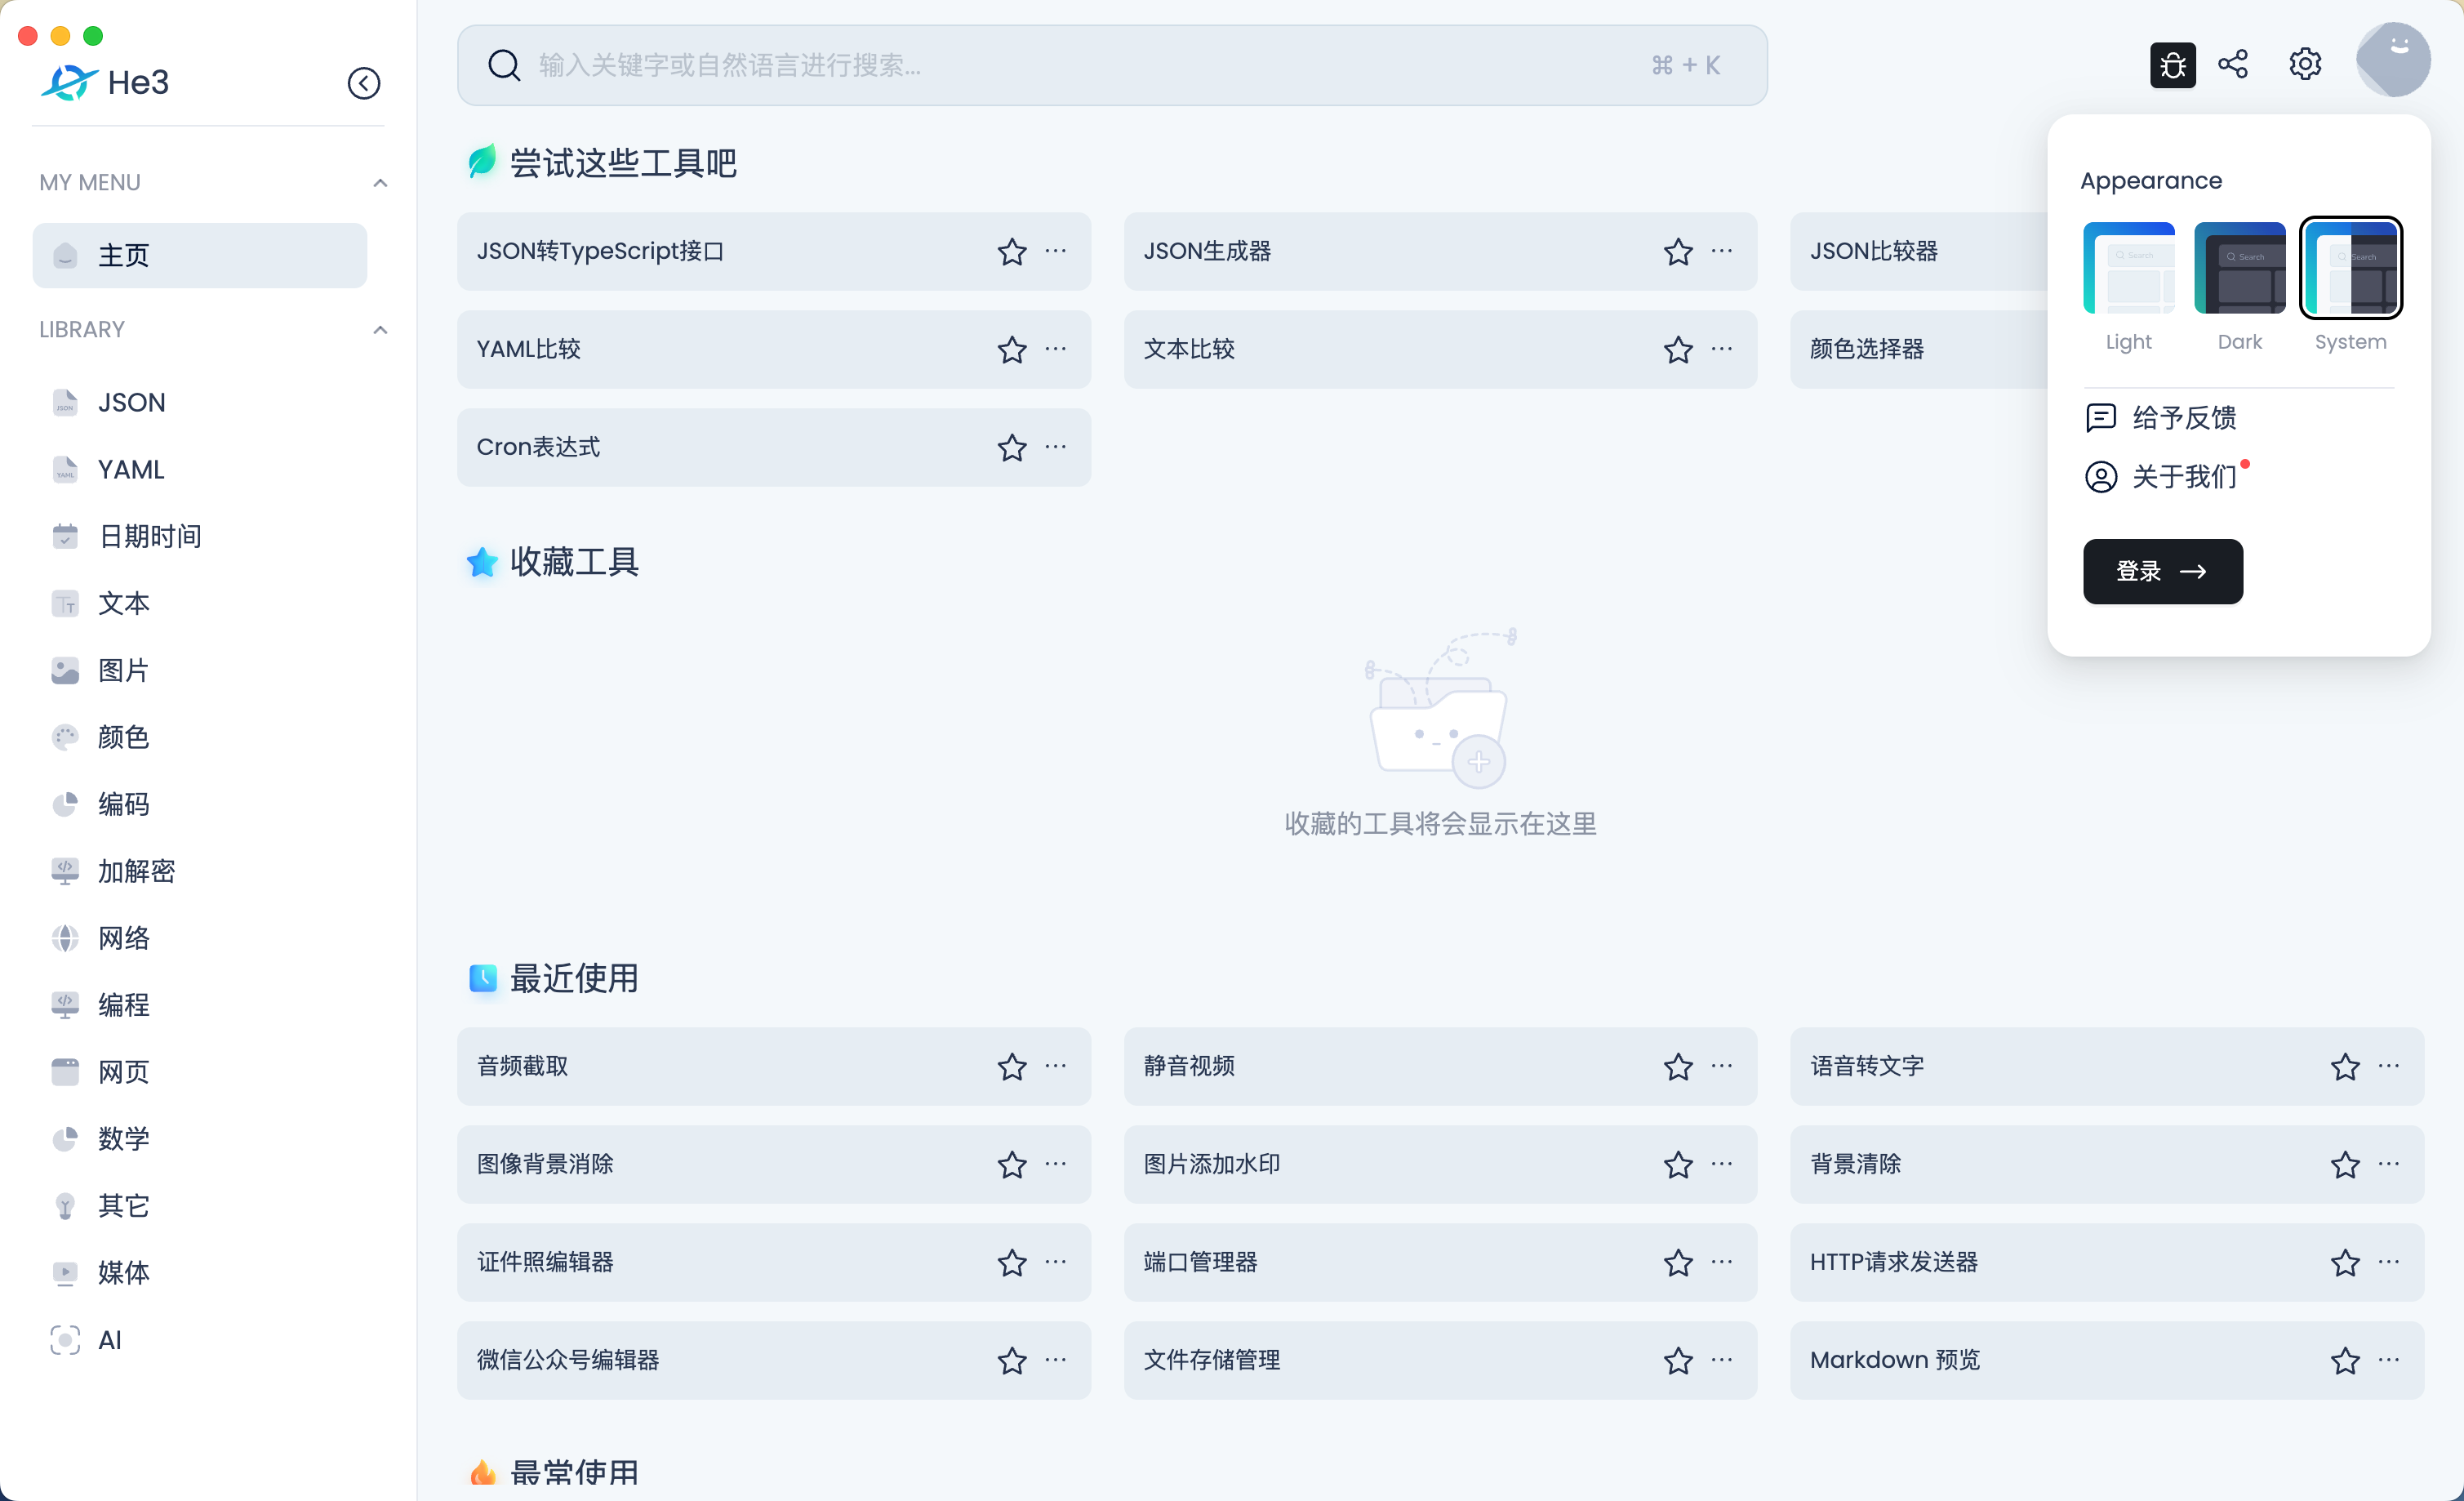 He3
MY MENU
主页
LIBRARY
JSON
YAML
日期时间
文本
图片
颜色
编码
加解密
网络
编程
网页
数学
其它
媒体
AI
输入关键字或自然语言进行搜索...
⌘ + K
尝试这些工具吧
JSON转TypeScript接口
JSON生成器
JSON比较器
YAML比较
文本比较
颜色选择器
Cron表达式
收藏工具
收藏的工具将会显示在这里
最近使用
音频截取
静音视频
语音转文字
图像背景消除
图片添加水印
背景清除
证件照编辑器
端口管理器
HTTP请求发送器
微信公众号编辑器
文件存储管理
Markdown 预览
最常使用
Appearance
Search
Search
Search
Light
Dark
System
给予反馈
关于我们
登录